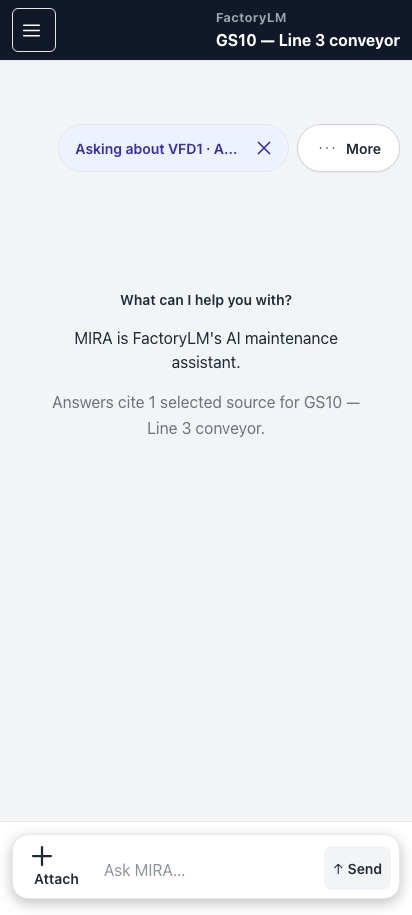 FactoryLM
GS10 — Line 3 conveyor
Asking about VFD1 · A...
··· More
What can I help you with?
MIRA is FactoryLM's AI maintenance
assistant.
Answers cite 1 selected source for GS10 —
Line 3 conveyor.
Attach
Ask MIRA...
↑ Send